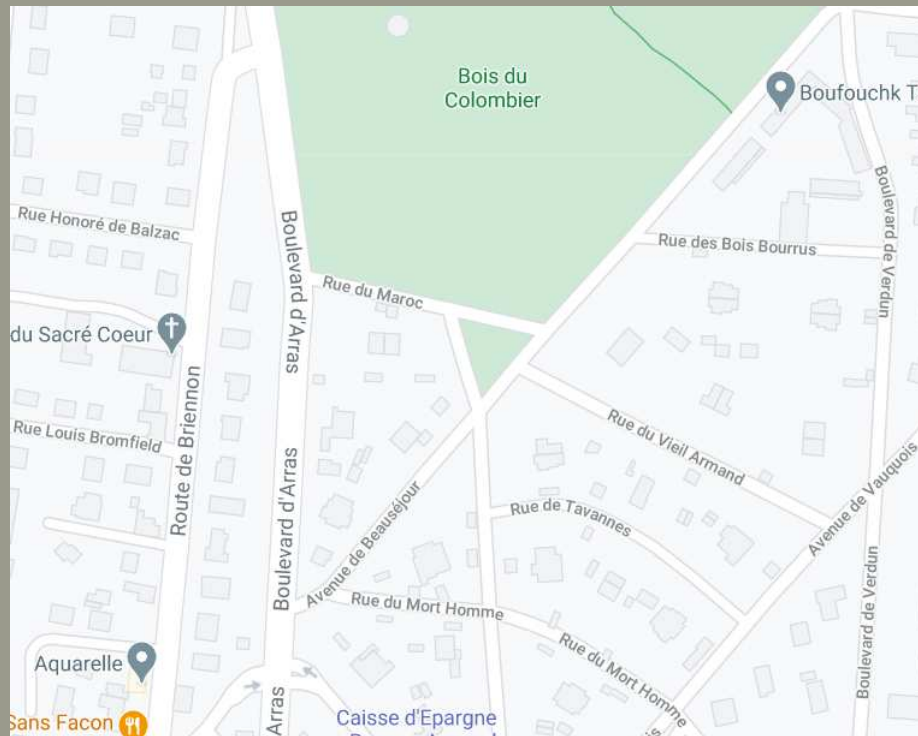 Bois du
Colombier
Boufouchk T
Boulevard de Verdun
Rue Honoré de Balzac
Boulevard d'Arras
Rue des Bois Bourrus
Rue du Maroc
du Sacré Coeur
Route de Briennon
Rue Louis Bromfield
Rue du Vieil Armand
Avenue de Vauquois
Boulevard d'Arras
Avenue de Beauséjour
Rue de Tavannes
Boulevard de Verdun
Rue du Mort Homme
Rue du Mort Homme
Aquarelle
Arras
Sans Facon
Caisse d'Epargne